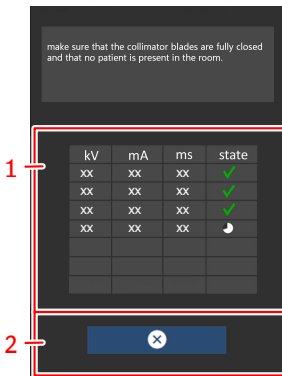 make sure that the collimator blades are fully closed
and that no patient is present in the room.
kV mA ms state
xx xx xx
xx xx xx
xx xx xx
xx xx xx
1
2